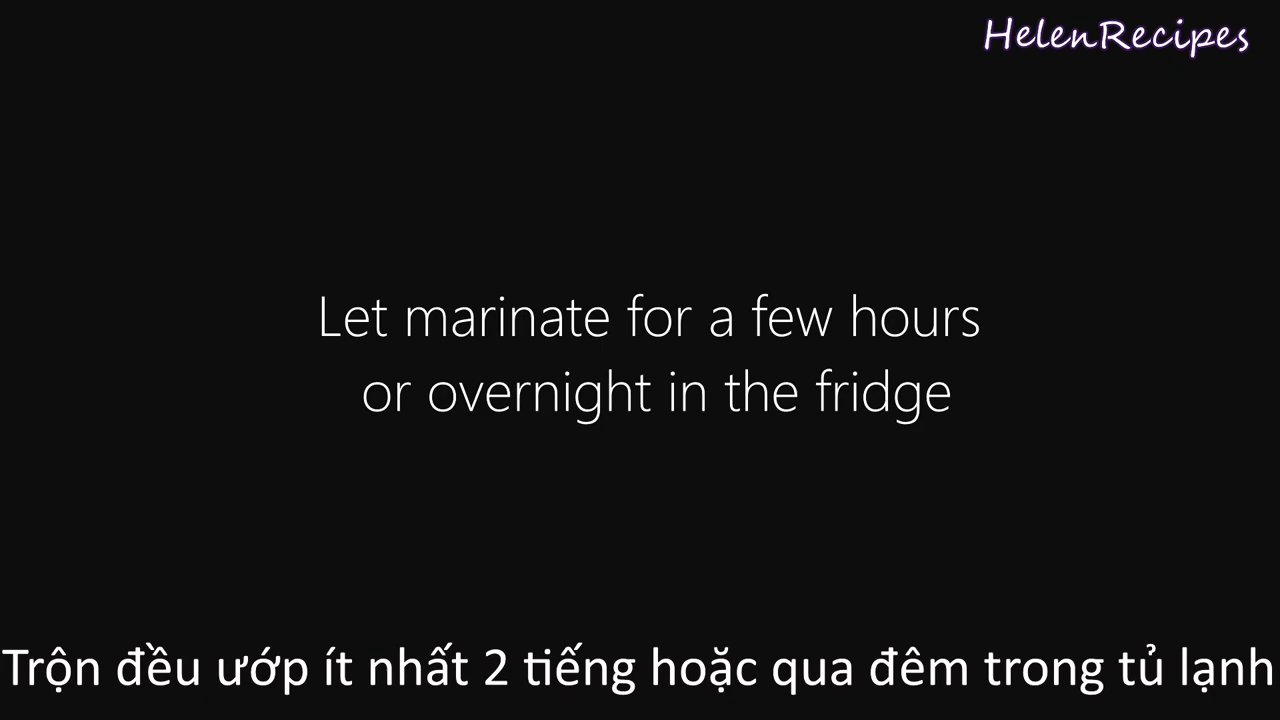 HelenRecipes
Let marinate for a few hours
or overnight in the fridge
Trộn đều ướp ít nhất 2 tiếng hoặc qua đêm trong tủ lạnh